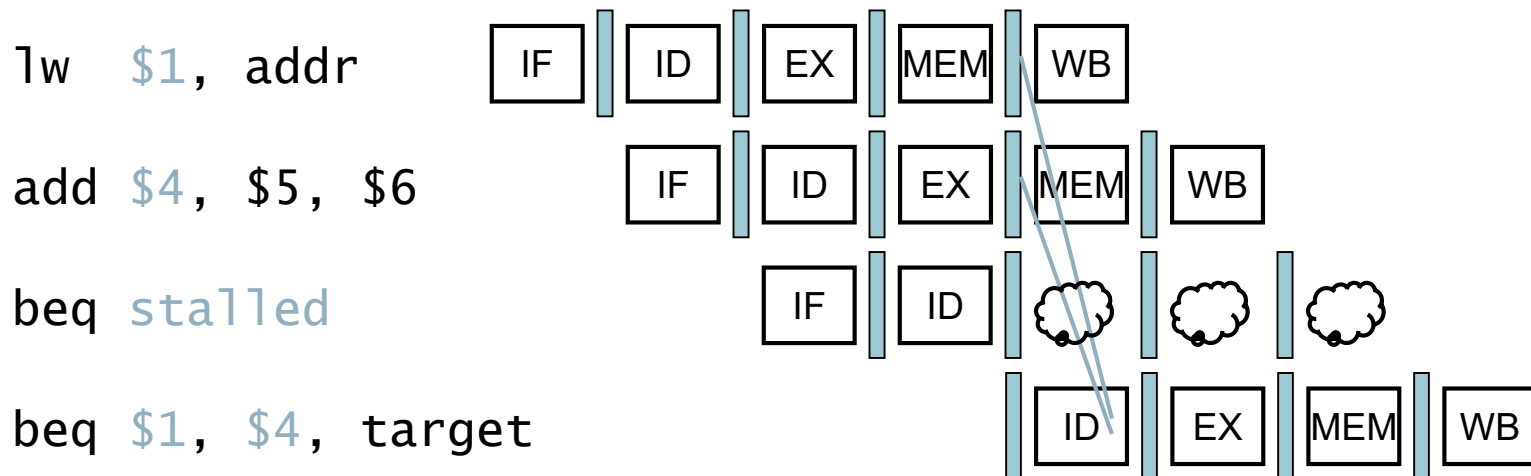 lw $1, addr IF ID EX MEM WB
add $4, $5, $6 IF ID EX MEM WB
beq stalled IF ID
beq $1, $4, target ID EX MEM WB